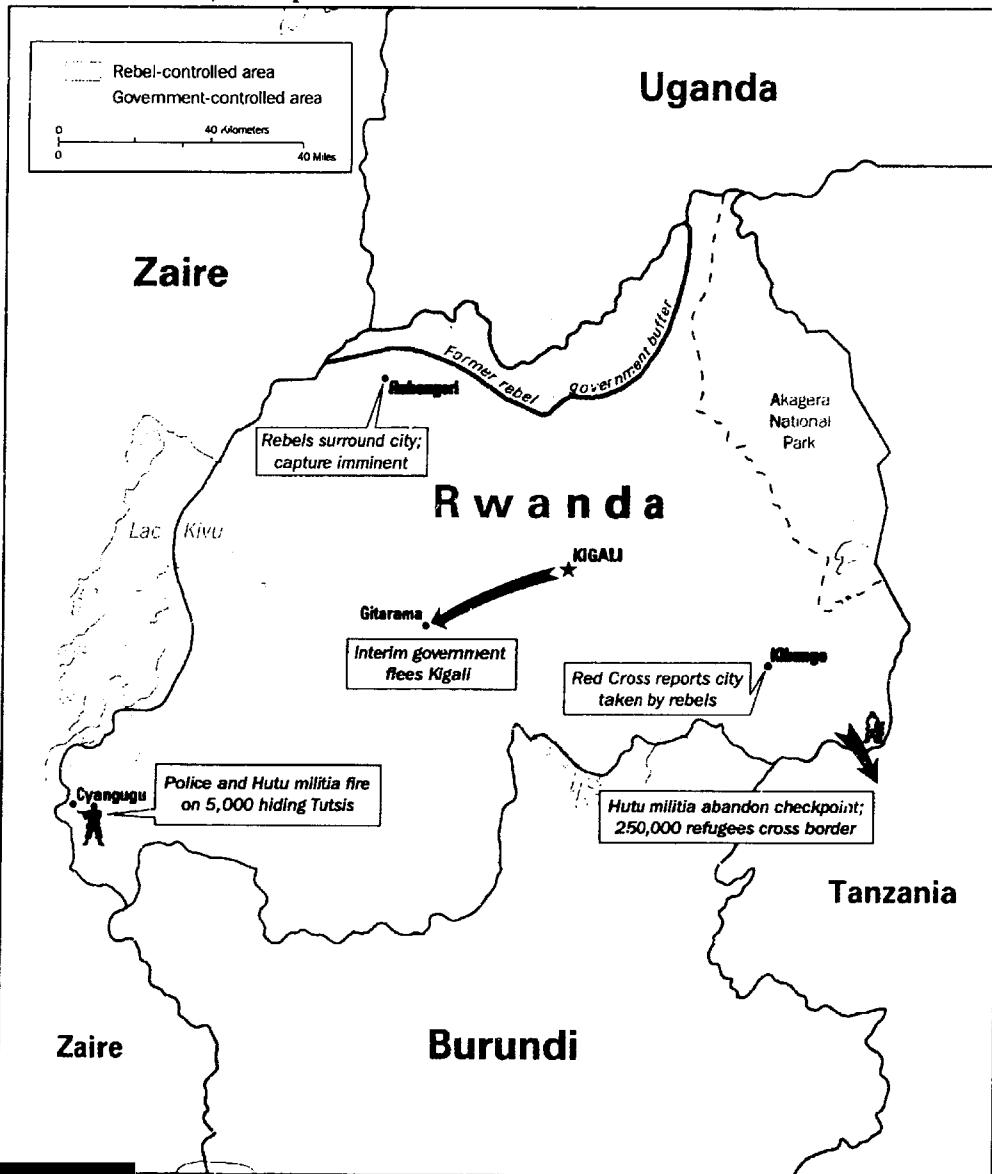 Rebel-controlled area
Government-controlled area
0 40 Kilometers
0 40 Miles
Uganda
Zaire
Former rebel government buffer
Ruhengeri
Rebels surround city;
capture imminent
Akagera
National
Park
Rwanda
Lac Kivu
KIGALI
Gitarama
Interim government
flees Kigali
Kibungo
Red Cross reports city
taken by rebels
Cyangugu
Police and Hutu militia fire
on 5,000 hiding Tutsis
Hutu militia abandon checkpoint;
250,000 refugees cross border
Tanzania
Zaire
Burundi